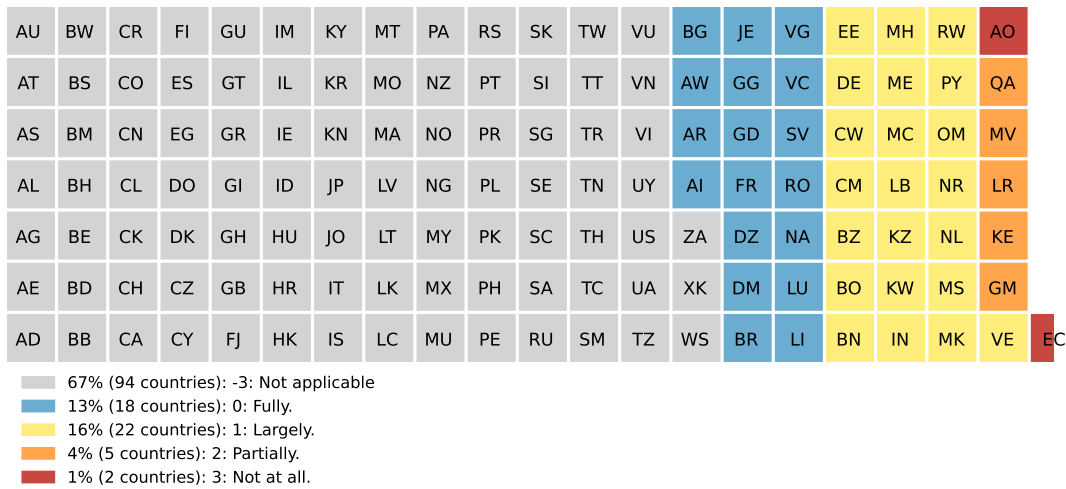 AU BW CR FI GU IM KY MT PA RS SK TW VU BG JE VG EE MH RW AO
AT BS CO ES GT IL KR MO NZ PT SI TT VN AW GG VC DE ME PY QA
AS BM CN EG GR IE KN MA NO PR SG TR VI AR GD SV CW MC OM MV
AL BH CL DO GI ID JP LV NG PL SE TN UY AI FR RO CM LB NR LR
AG BE CK DK GH HU JO LT MY PK SC TH US ZA DZ NA BZ KZ NL KE
AE BD CH CZ GB HR IT LK MX PH SA TC UA XK DM LU BO KW MS GM
AD BB CA CY FJ HK IS LC MU PE RU SM TZ WS BR LI BN IN MK VE EC
67% (94 countries): -3: Not applicable
13% (18 countries): 0: Fully.
16% (22 countries): 1: Largely.
4% (5 countries): 2: Partially.
1% (2 countries): 3: Not at all.